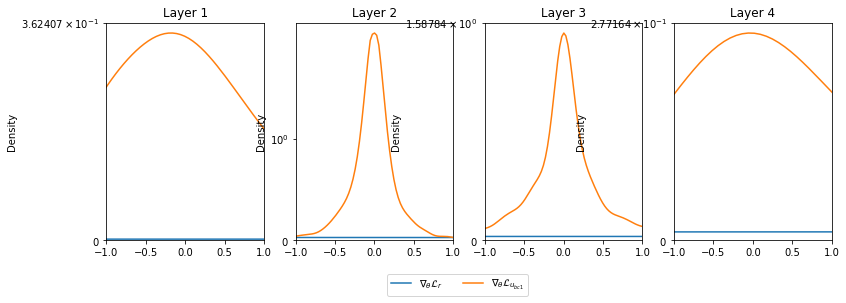 Layer 1
Layer 2
Layer 3
Layer 4
3.62407 × 10⁻¹
1.58784 × 10⁰
2.77164 × 10⁻¹
10⁰
Density
Density
Density
Density
0
0
0
0
−1.0 −0.5 0.0 0.5 1.0
−1.0 −0.5 0.0 0.5 1.0
−1.0 −0.5 0.0 0.5 1.0
−1.0 −0.5 0.0 0.5 1.0
∇θℒr
∇θℒu_bc1